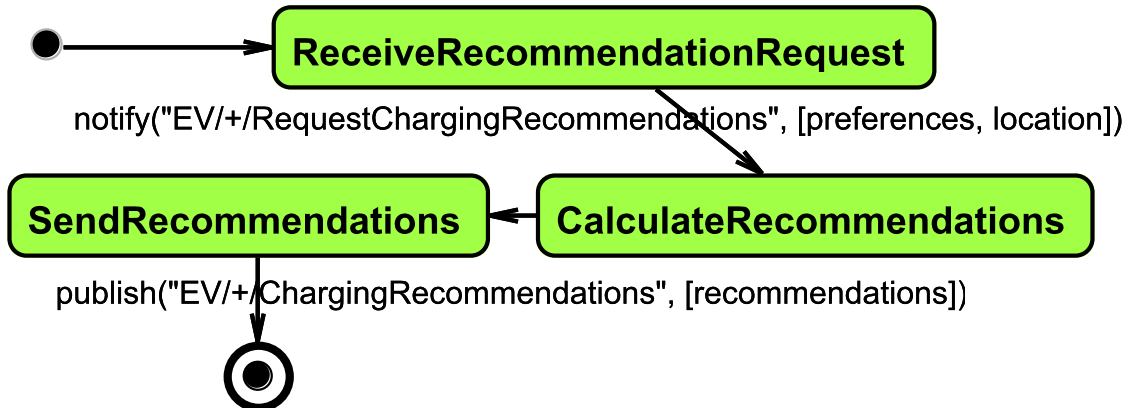 ReceiveRecommendationRequest
notify("EV/+/RequestChargingRecommendations", [preferences, location])
SendRecommendations
CalculateRecommendations
publish("EV/+/ChargingRecommendations", [recommendations])